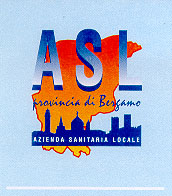 ASL
provincia di Bergamo
AZIENDA SANITARIA LOCALE